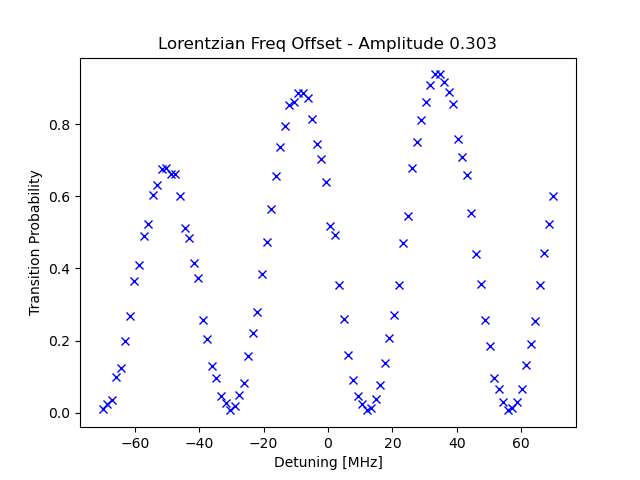 Lorentzian Freq Offset - Amplitude 0.303
Transition Probability
0.8
0.6
0.4
0.2
0.0
−60 −40 −20 0 20 40 60
Detuning [MHz]